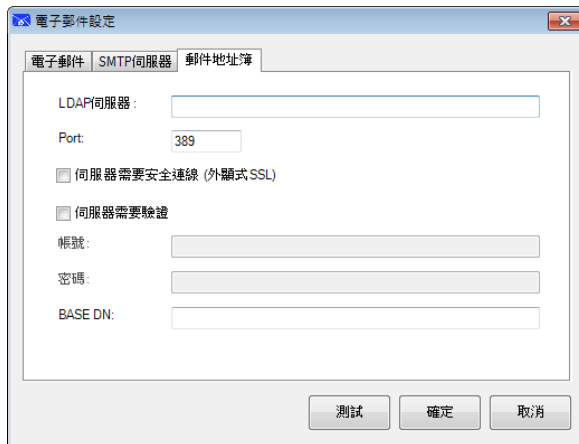 電子郵件設定
電子郵件 SMTP伺服器 郵件地址簿
LDAP伺服器 :
Port: 389
伺服器需要安全連線 (外顯式SSL)
伺服器需要驗證
帳號:
密碼:
BASE DN:
測試 確定 取消